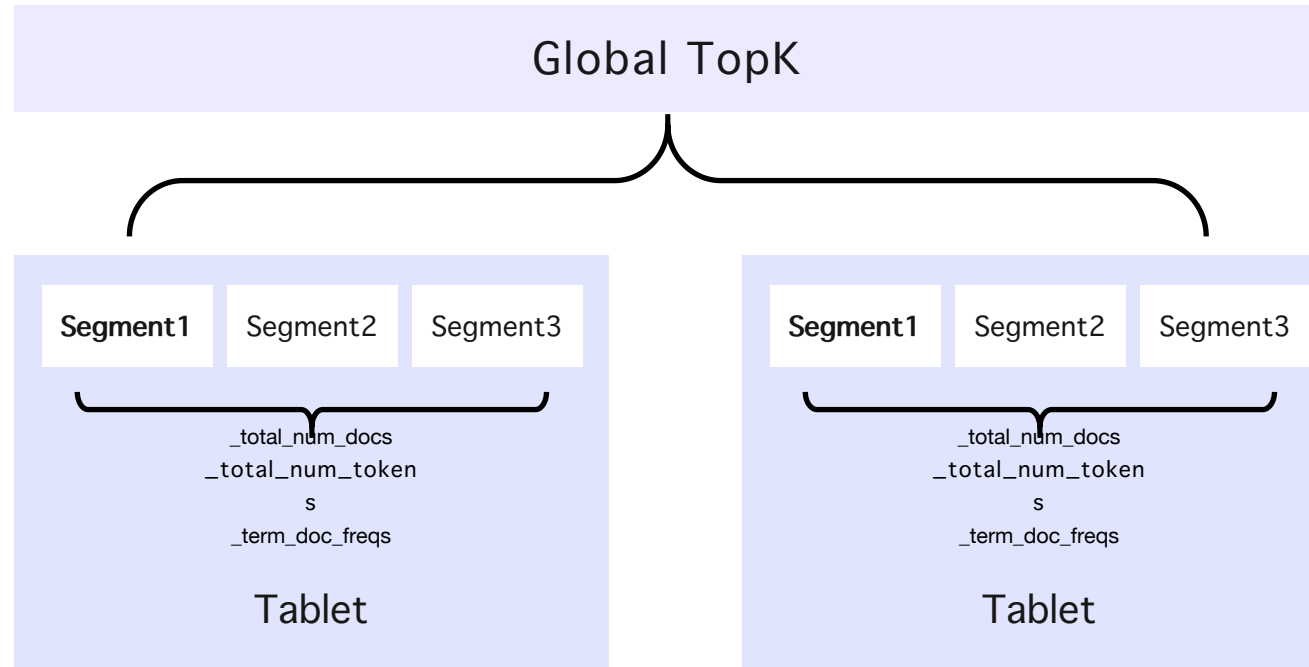 Global TopK
Segment1 Segment2 Segment3
_total_num_docs
_total_num_token
s
_term_doc_freqs
Tablet
Segment1 Segment2 Segment3
_total_num_docs
_total_num_token
s
_term_doc_freqs
Tablet